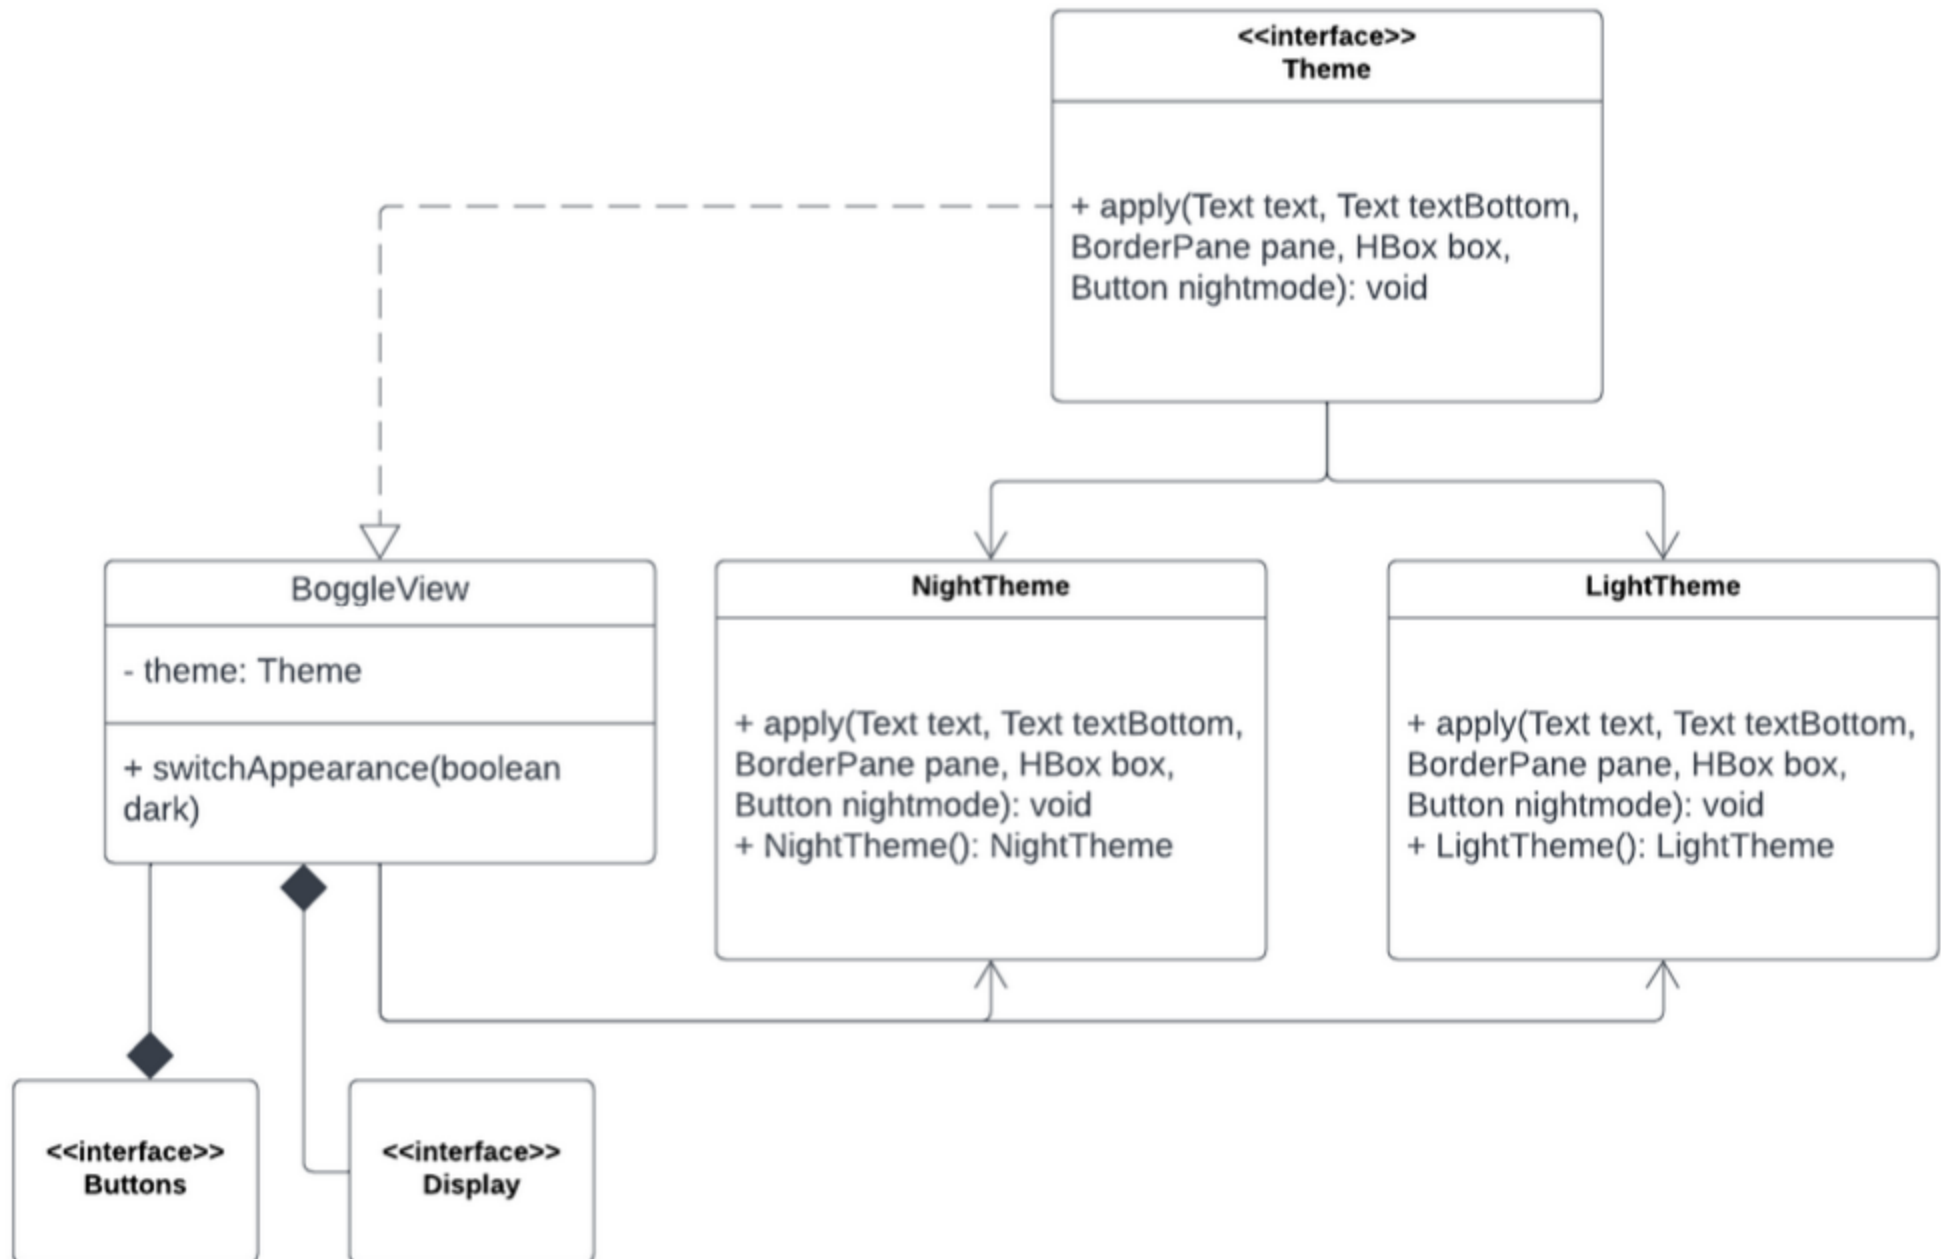 <<interface>>
Theme
+ apply(Text text, Text textBottom,
BorderPane pane, HBox box,
Button nightmode): void
BoggleView
- theme: Theme
+ switchAppearance(boolean
dark)
NightTheme
+ apply(Text text, Text textBottom,
BorderPane pane, HBox box,
Button nightmode): void
+ NightTheme(): NightTheme
LightTheme
+ apply(Text text, Text textBottom,
BorderPane pane, HBox box,
Button nightmode): void
+ LightTheme(): LightTheme
<<interface>>
Buttons
<<interface>>
Display